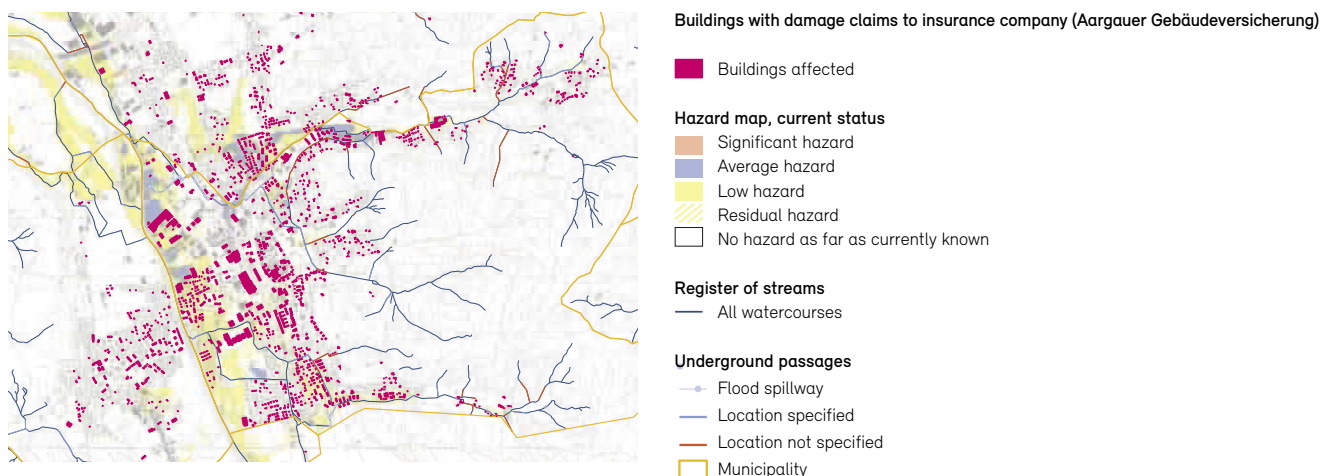 Buildings with damage claims to insurance company (Aargauer Gebäudeversicherung)
Buildings affected
Hazard map, current status
Significant hazard
Average hazard
Low hazard
Residual hazard
No hazard as far as currently known
Register of streams
All watercourses
Underground passages
Flood spillway
Location specified
Location not specified
Municipality